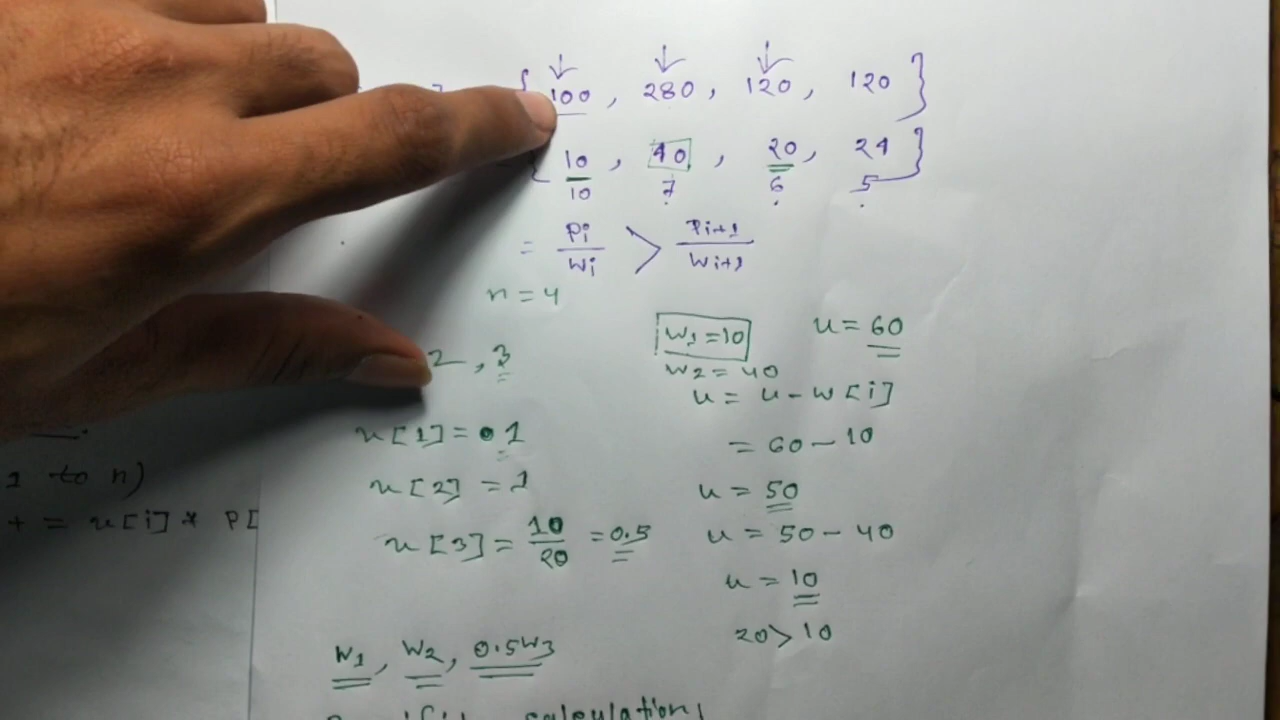 { 100 , 280 , 120 , 120 }
10 , 40 , 20 , 24 }
10 7 6 5
= Pi/Wi > Pi+1/Wi+1
n = 4
2 , 3
W1 = 10
u = 60
W2 = 40
u = u - w[i]
x[1] = 1
= 60 - 10
x[2] = 1
u = 50
x[3] = 10/20 = 0.5
u = 50 - 40
u = 10
20 > 10
W1 , W2 , 0.5W3
calculation
1 to n)
+ = x[i] * P[